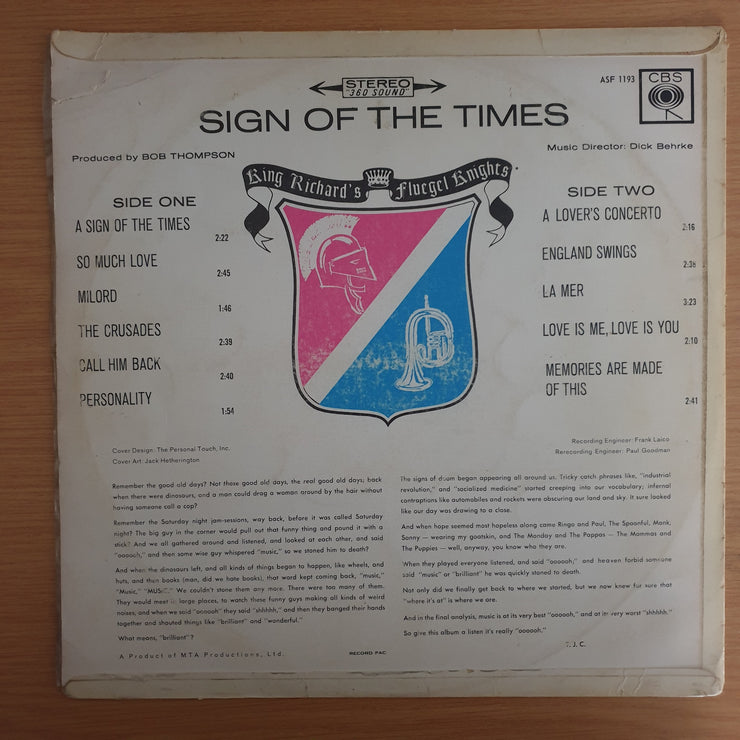 STEREO
"360 SOUND"
ASF 1193
CBS
SIGN OF THE TIMES
Produced by BOB THOMPSON
Music Director: Dick Behrke
King Richard's Fluegel Knights
SIDE ONE
A SIGN OF THE TIMES
2:22
SO MUCH LOVE
2:45
MILORD
1:46
THE CRUSADES
2:39
CALL HIM BACK
2:40
PERSONALITY
1:54
SIDE TWO
A LOVER'S CONCERTO
2:16
ENGLAND SWINGS
2:38
LA MER
3:23
LOVE IS ME, LOVE IS YOU
2:10
MEMORIES ARE MADE
OF THIS
2:41
Cover Design: The Personal Touch, Inc.
Cover Art: Jack Hetherington
Recording Engineer: Frank Laico
Rerecording Engineer: Paul Goodman
Remember the good old days? Not those good old days, the real good old days; back
when there were dinosaurs, and a man could drag a woman around by the hair without
having someone call a cop?
Remember the Saturday night jam-sessions, way back, before it was called Saturday
night? The big guy in the corner would pull out that funny thing and pound it with a
stick? And we all gathered around and listened, and looked at each other, and said
"oooooh," and then some wise guy whispered "music," so we stoned him to death?
And when the dinosaurs left, and all kinds of things began to happen, like wheels, and
huts, and then books (man, did we hate books), that word kept coming back, "music,"
"Music," "MUSIC." We couldn't stone them any more. There were too many of them.
They would meet in large places, to watch these funny guys making all kinds of weird
noises, and when we said "oooooh" they said "shhhhh," and then they banged their hands
together and shouted things like "brilliant" and "wonderful."
What means, "brilliant"?
A Product of MTA Productions, Ltd.
RECORD PAC
The signs of doom began appearing all around us. Tricky catch phrases like, "industrial
revolution," and "socialized medicine" started creeping into our vocabulary; infernal
contraptions like automobiles and rockets were obscuring our land and sky. It sure looked
like our day was drawing to a close.
And when hope seemed most hopeless along came Ringo and Paul, The Spoonful, Monk,
Sonny — wearing my goatskin, and The Manday and The Pappas — The Mommas and
The Puppies — well, anyway, you know who they are.
When they played everyone listened, and said "oooooh," and heaven forbid someone
said "music" or "brilliant" he was quickly stoned to death.
Not only did we finally get back to where we started, but we now know for sure that
"where it's at" is where we are.
And in the final analysis, music is at its very best "oooooh," and at its very worst "shhhhh."
So give this album a listen it's really "oooooh."
T. J. C.